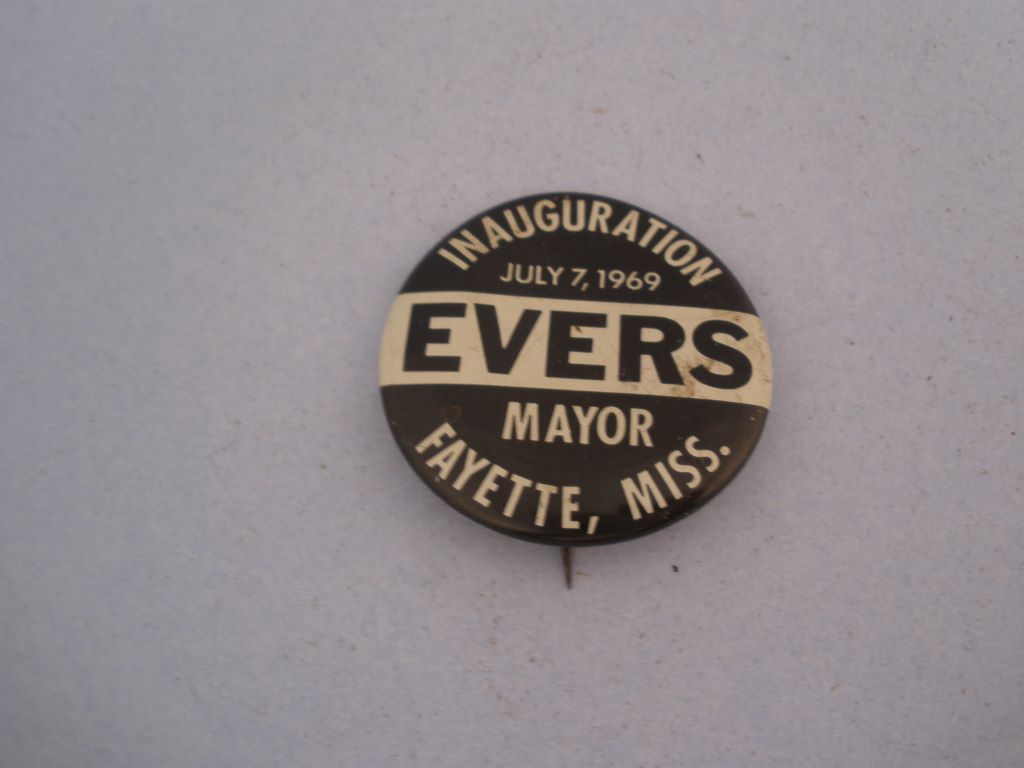 INAUGURATION
JULY 7, 1969
EVERS
MAYOR
FAYETTE, MISS.